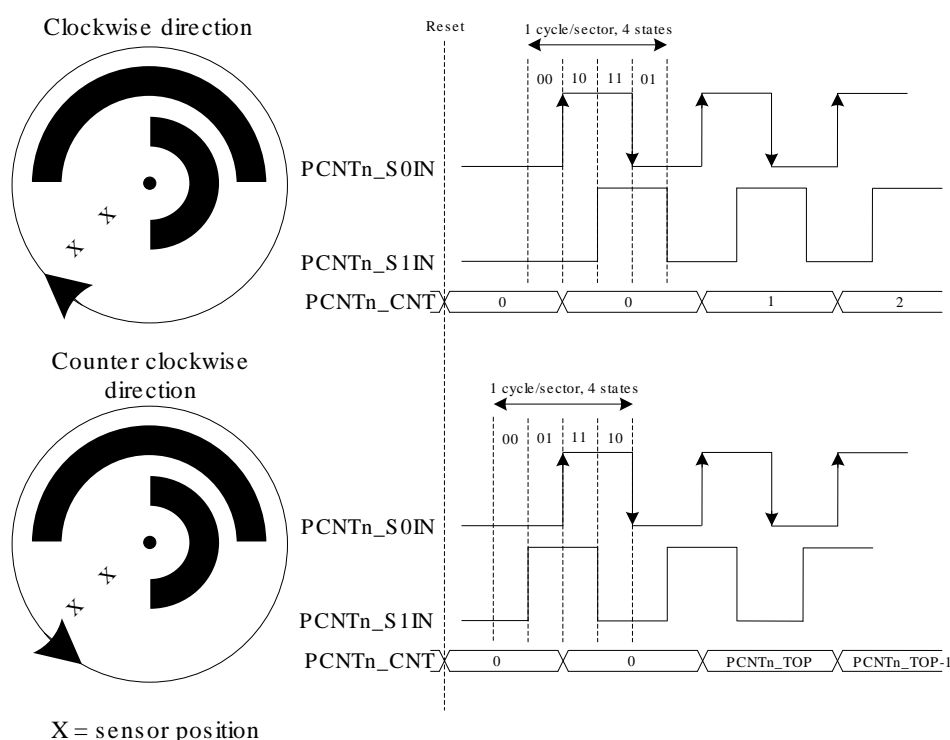 Clockwise direction
Reset
1 cycle/sector, 4 states
00 10 11 01
PCNTn_S0IN
X X
PCNTn_S1IN
PCNTn_CNT 0 0 1 2
Counter clockwise
direction
1 cycle/sector, 4 states
00 01 11 10
PCNTn_S0IN
X X
PCNTn_S1IN
PCNTn_CNT 0 0 PCNTn_TOP PCNTn_TOP-1
X = sensor position